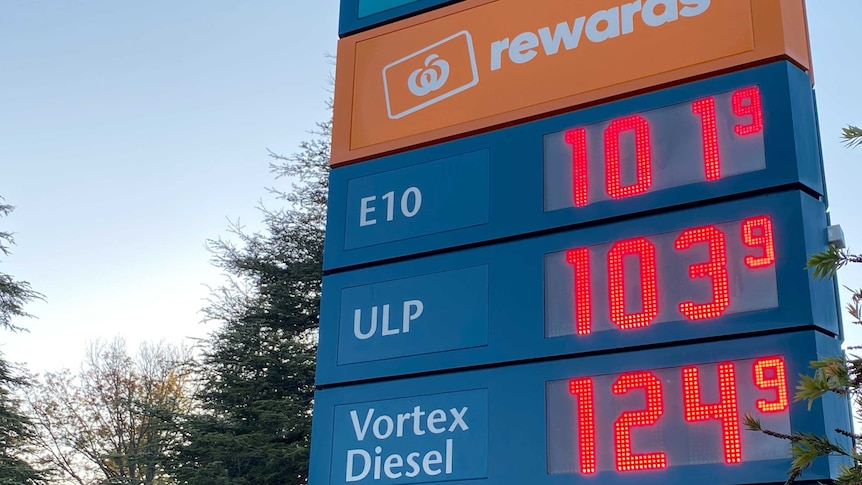 rewards
E10 101⁹
ULP 103⁹
Vortex
Diesel 124⁹